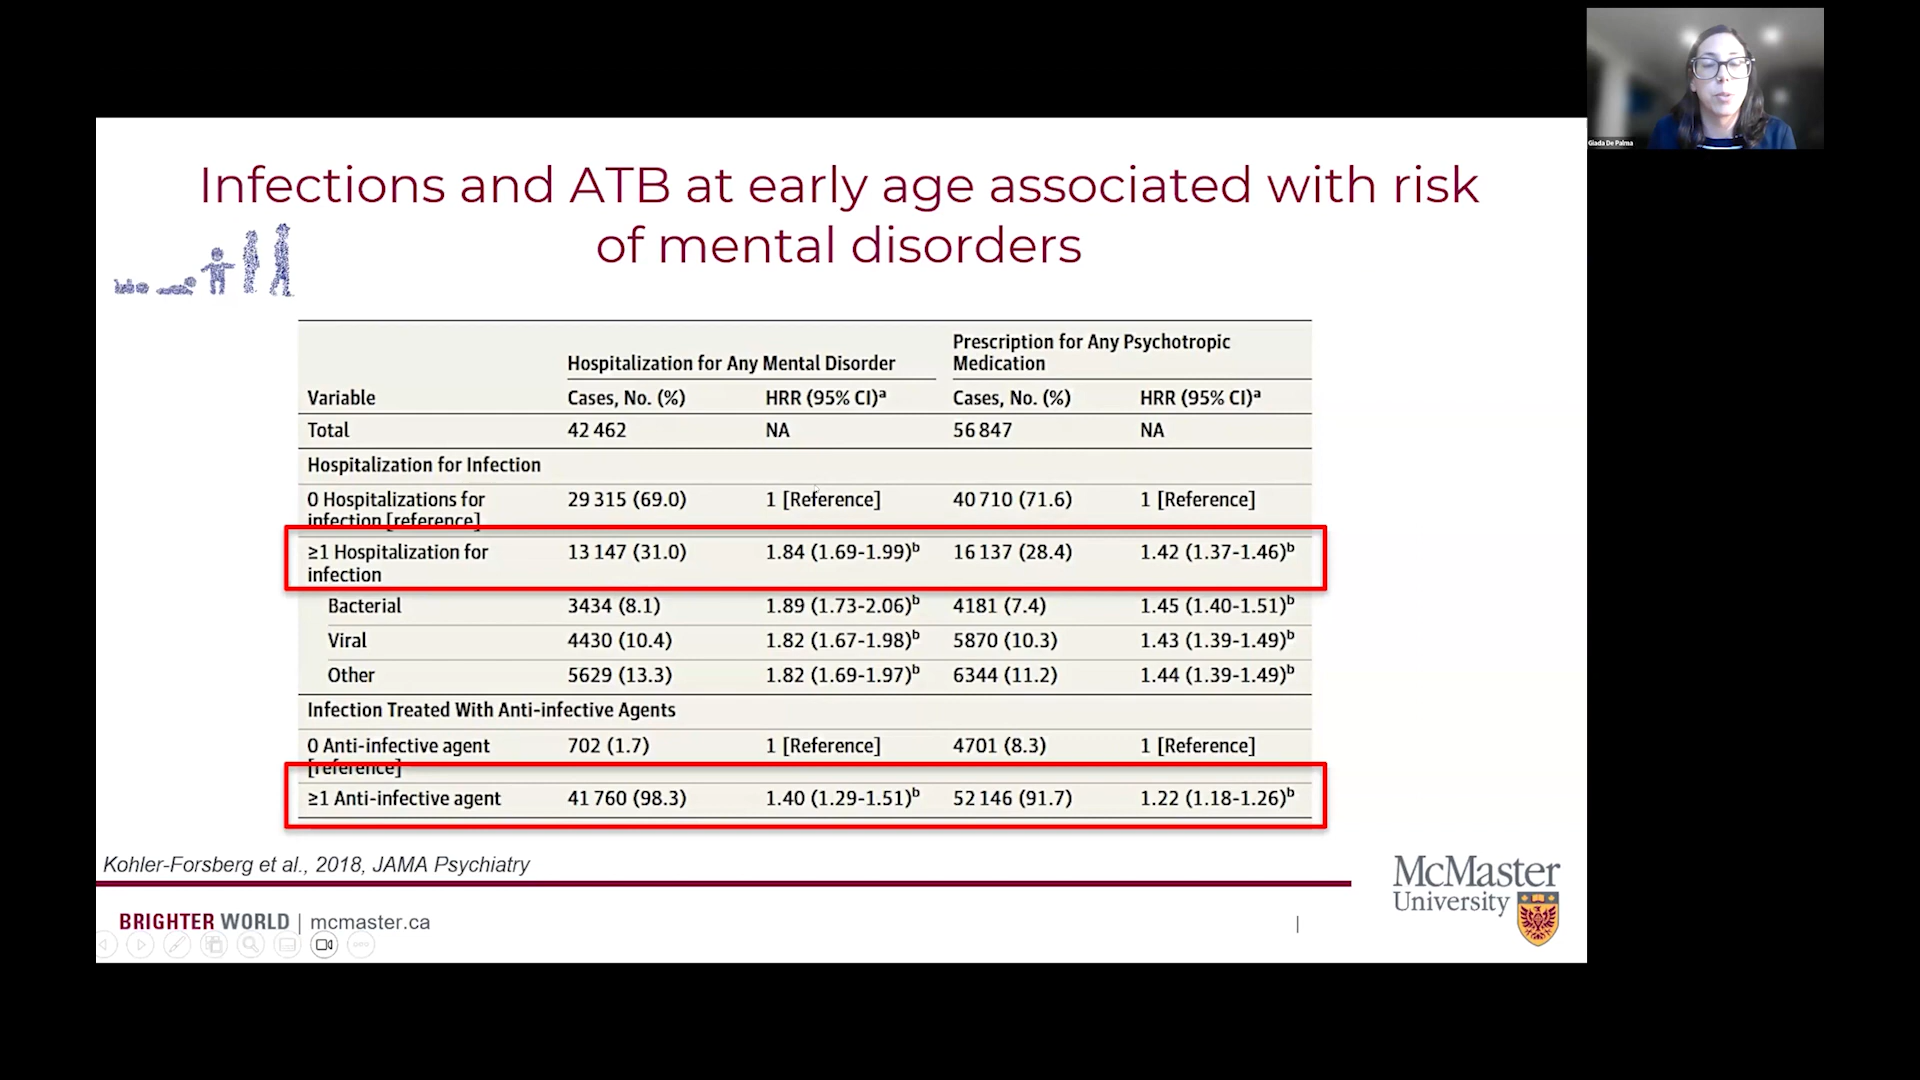 Giada De Palma
Infections and ATB at early age associated with risk
of mental disorders
Hospitalization for Any Mental Disorder
Prescription for Any Psychotropic
Medication
Variable
Cases, No. (%)
HRR (95% CI)a
Cases, No. (%)
HRR (95% CI)a
Total
42 462
NA
56 847
NA
Hospitalization for Infection
0 Hospitalizations for
infection [reference]
29 315 (69.0)
1 [Reference]
40 710 (71.6)
1 [Reference]
≥1 Hospitalization for
infection
13 147 (31.0)
1.84 (1.69-1.99)b
16 137 (28.4)
1.42 (1.37-1.46)b
Bacterial
3434 (8.1)
1.89 (1.73-2.06)b
4181 (7.4)
1.45 (1.40-1.51)b
Viral
4430 (10.4)
1.82 (1.67-1.98)b
5870 (10.3)
1.43 (1.39-1.49)b
Other
5629 (13.3)
1.82 (1.69-1.97)b
6344 (11.2)
1.44 (1.39-1.49)b
Infection Treated With Anti-infective Agents
0 Anti-infective agent
[reference]
702 (1.7)
1 [Reference]
4701 (8.3)
1 [Reference]
≥1 Anti-infective agent
41 760 (98.3)
1.40 (1.29-1.51)b
52 146 (91.7)
1.22 (1.18-1.26)b
Kohler-Forsberg et al., 2018, JAMA Psychiatry
BRIGHTER WORLD | mcmaster.ca
|
McMaster
University